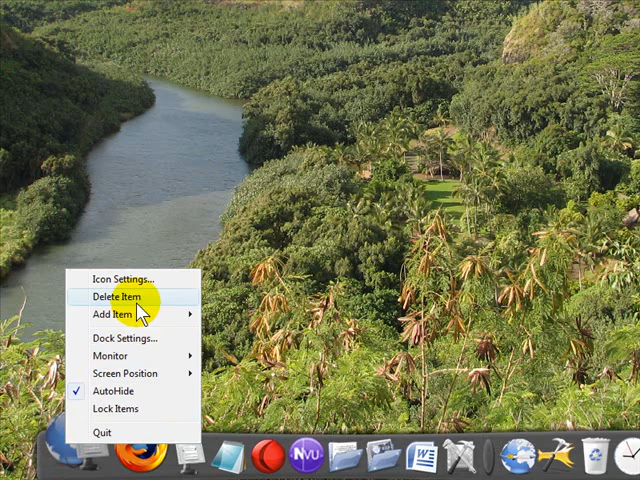 Icon Settings...
Delete Item
Add Item
Dock Settings...
Monitor
Screen Position
AutoHide
Lock Items
Quit
NVU
W